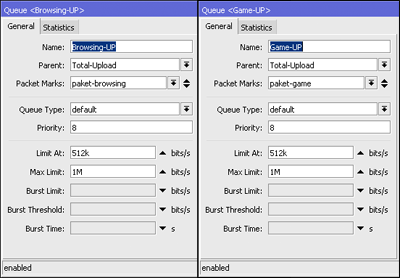 Queue <Browsing-UP>
General Statistics
Name: Browsing-UP
Parent: Total-Upload
Packet Marks: paket-browsing
Queue Type: default
Priority: 8
Limit At: 512k bits/s
Max Limit: 1M bits/s
Burst Limit: bits/s
Burst Threshold: bits/s
Burst Time: s
enabled
Queue <Game-UP>
General Statistics
Name: Game-UP
Parent: Total-Upload
Packet Marks: paket-game
Queue Type: default
Priority: 8
Limit At: 512k bits/s
Max Limit: 1M bits/s
Burst Limit: bits/s
Burst Threshold: bits/s
Burst Time: s
enabled